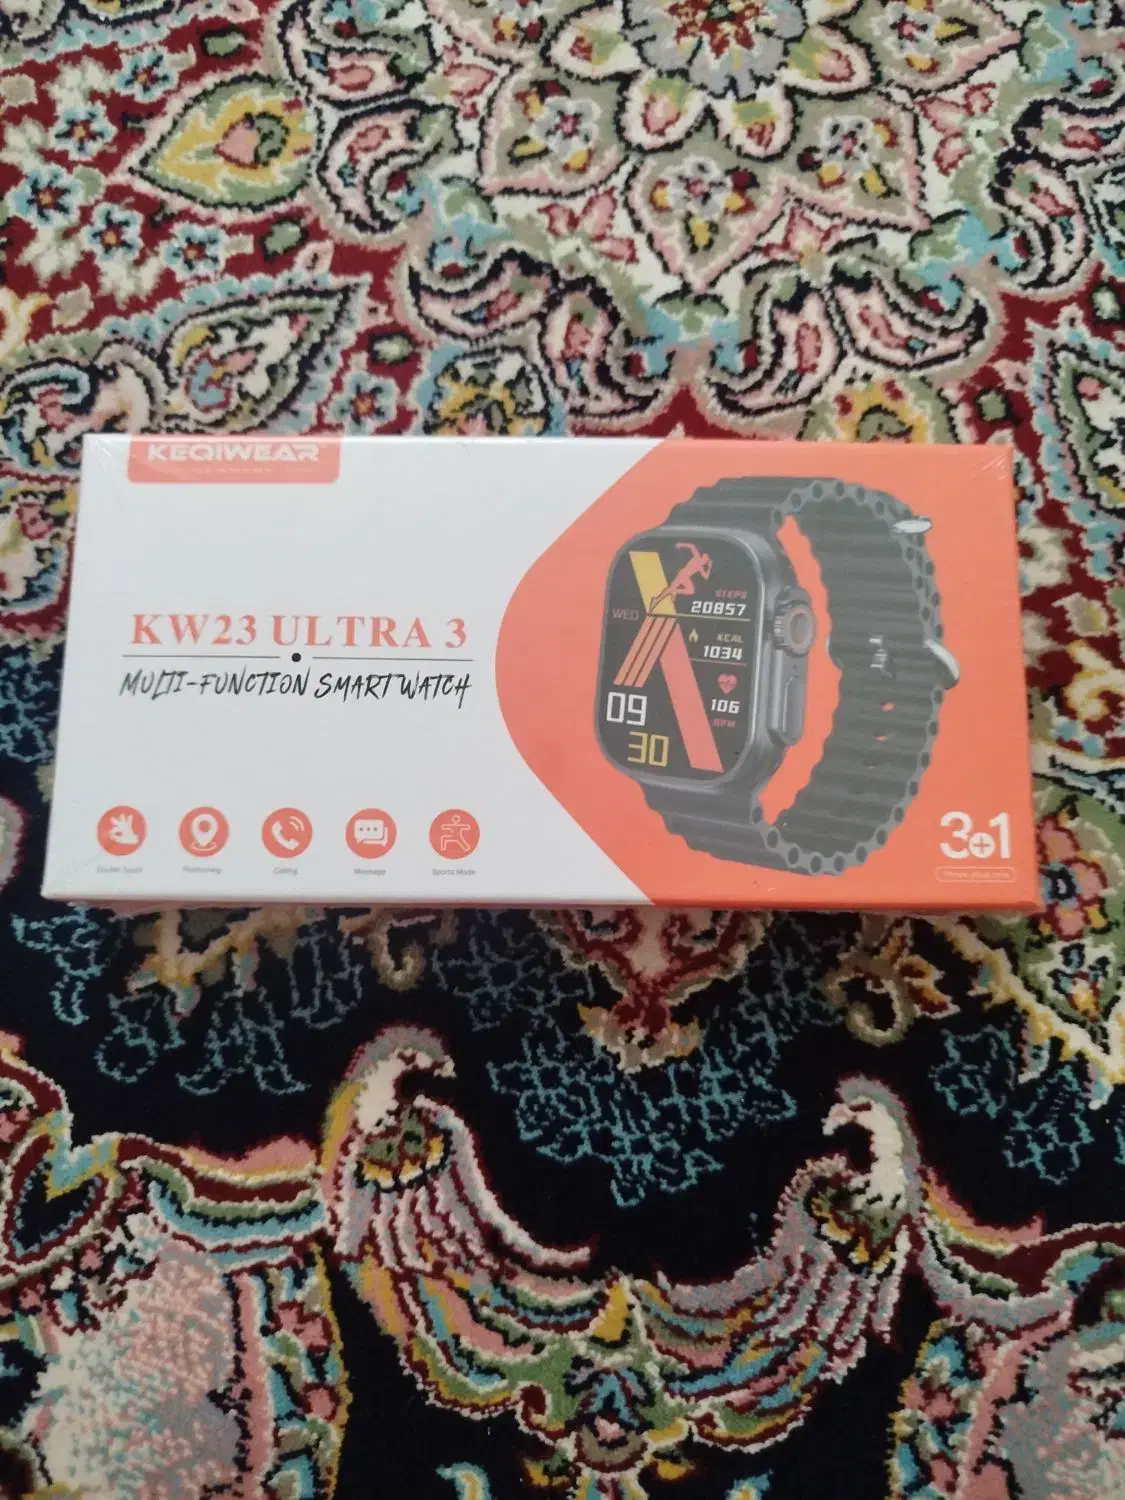 KEQIWEAR
GERMANY
KW23 ULTRA 3
MULTI-FUNCTION SMART WATCH
WED
STEPS
20857
KCAL
1034
106
BPM
09
30
Positioning
Calling
Message
Sports Mode
3+1